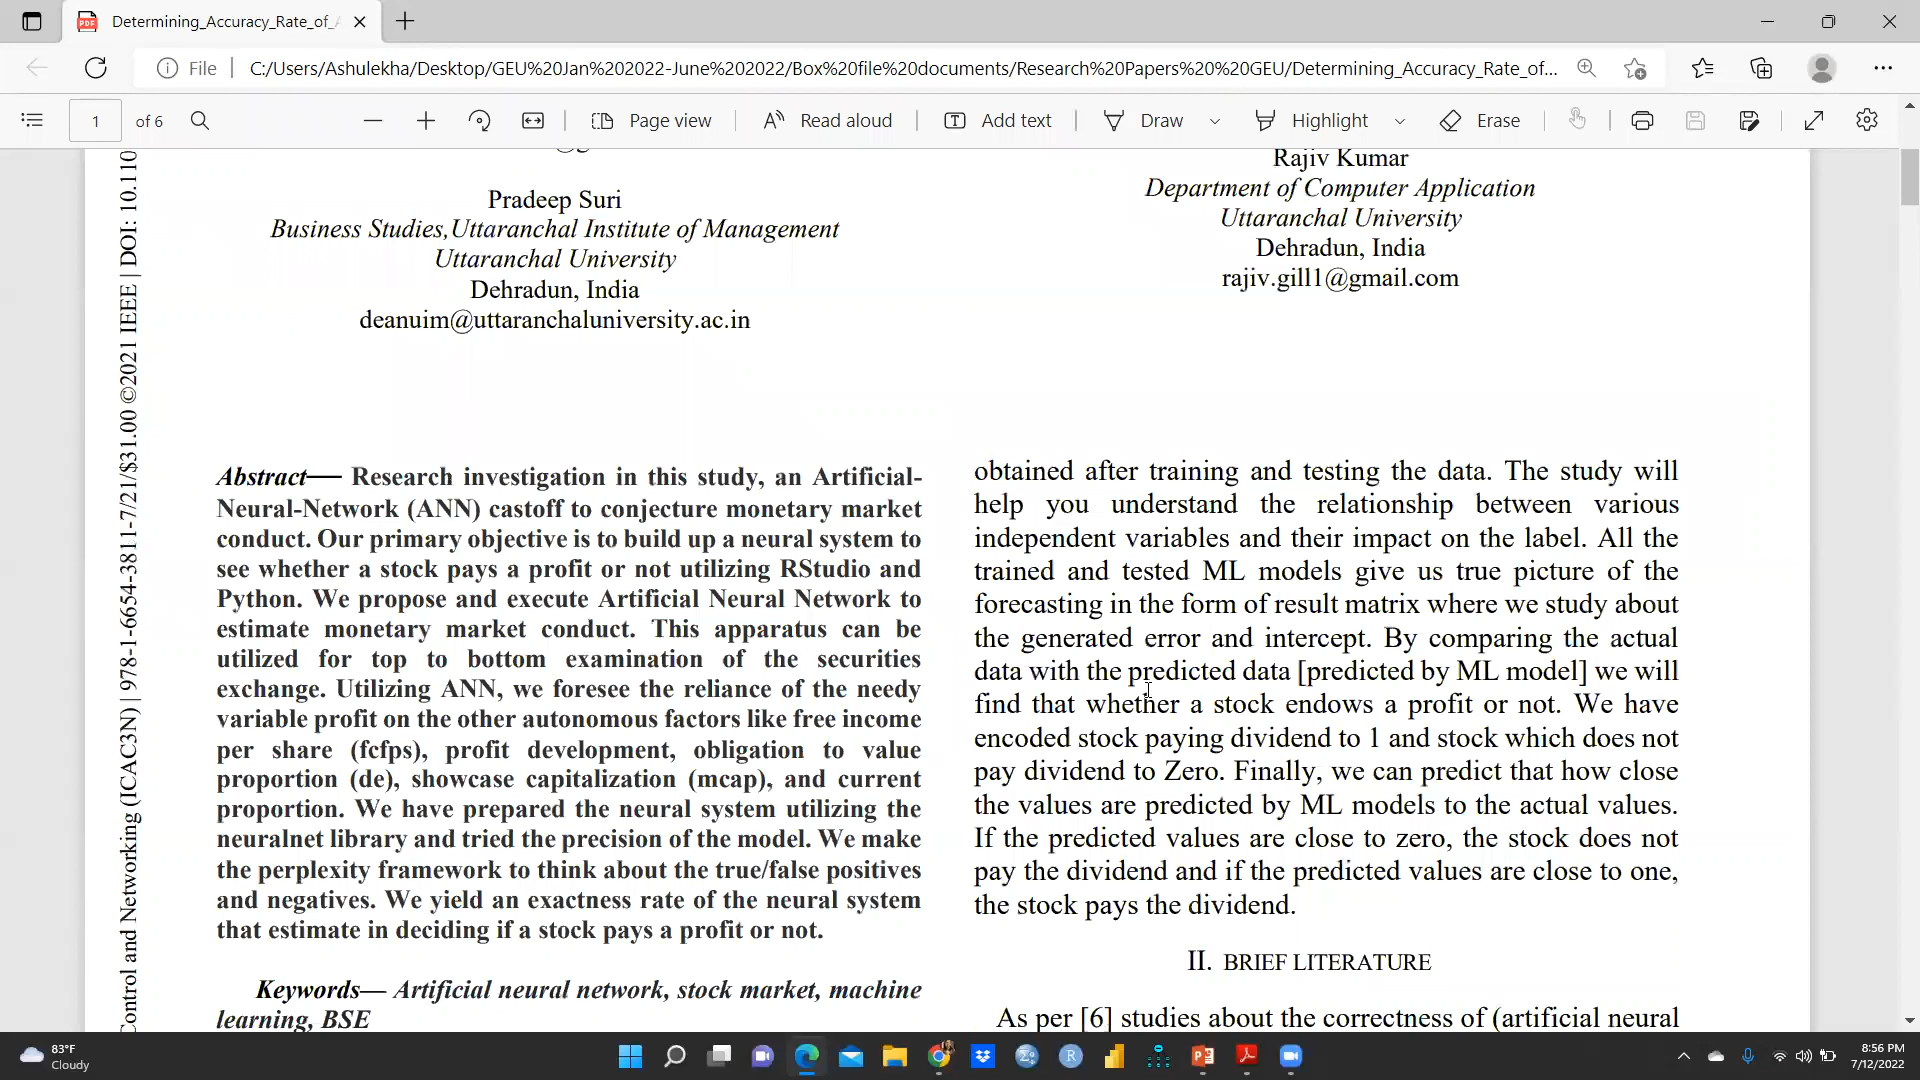 Determining_Accuracy_Rate_of_
File
C:/Users/Ashulekha/Desktop/GEU%20Jan%202022-June%202022/Box%20file%20documents/Research%20Papers%20%20GEU/Determining_Accuracy_Rate_of...
1 of 6
Page view
Read aloud
Add text
Draw
Highlight
Erase
Control and Networking (ICAC3N) | 978-1-6654-3811-7/21/$31.00 ©2021 IEEE | DOI: 10.110
Pradeep Suri
Business Studies,Uttaranchal Institute of Management
Uttaranchal University
Dehradun, India
deanuim@uttaranchaluniversity.ac.in
Rajiv Kumar
Department of Computer Application
Uttaranchal University
Dehradun, India
rajiv.gill1@gmail.com
Abstract— Research investigation in this study, an Artificial-
Neural-Network (ANN) castoff to conjecture monetary market
conduct. Our primary objective is to build up a neural system to
see whether a stock pays a profit or not utilizing RStudio and
Python. We propose and execute Artificial Neural Network to
estimate monetary market conduct. This apparatus can be
utilized for top to bottom examination of the securities
exchange. Utilizing ANN, we foresee the reliance of the needy
variable profit on the other autonomous factors like free income
per share (fcfps), profit development, obligation to value
proportion (de), showcase capitalization (mcap), and current
proportion. We have prepared the neural system utilizing the
neuralnet library and tried the precision of the model. We make
the perplexity framework to think about the true/false positives
and negatives. We yield an exactness rate of the neural system
that estimate in deciding if a stock pays a profit or not.
Keywords— Artificial neural network, stock market, machine
learning, BSE
obtained after training and testing the data. The study will
help you understand the relationship between various
independent variables and their impact on the label. All the
trained and tested ML models give us true picture of the
forecasting in the form of result matrix where we study about
the generated error and intercept. By comparing the actual
data with the predicted data [predicted by ML model] we will
find that whether a stock endows a profit or not. We have
encoded stock paying dividend to 1 and stock which does not
pay dividend to Zero. Finally, we can predict that how close
the values are predicted by ML models to the actual values.
If the predicted values are close to zero, the stock does not
pay the dividend and if the predicted values are close to one,
the stock pays the dividend.
II. BRIEF LITERATURE
As per [6] studies about the correctness of (artificial neural
83°F
Cloudy
8:56 PM
7/12/2022